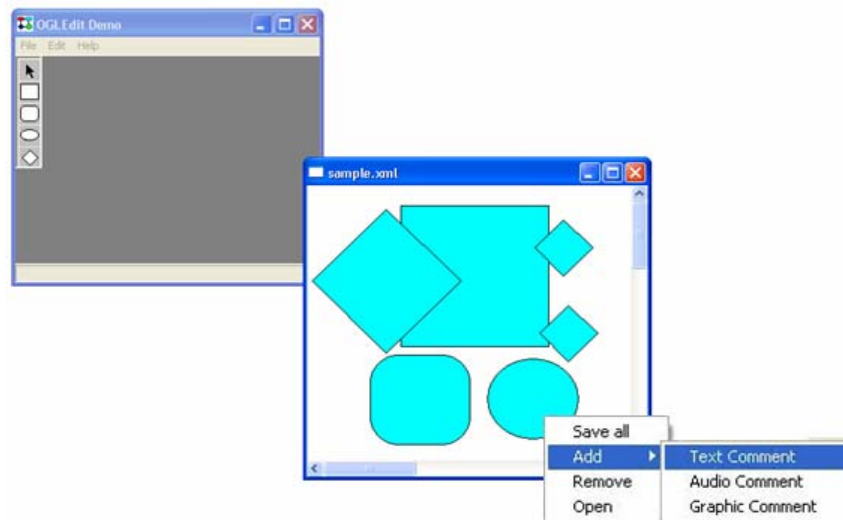 OGLEdit Demo
File Edit Help
sample.xml
Save all
Add
Remove
Open
Text Comment
Audio Comment
Graphic Comment